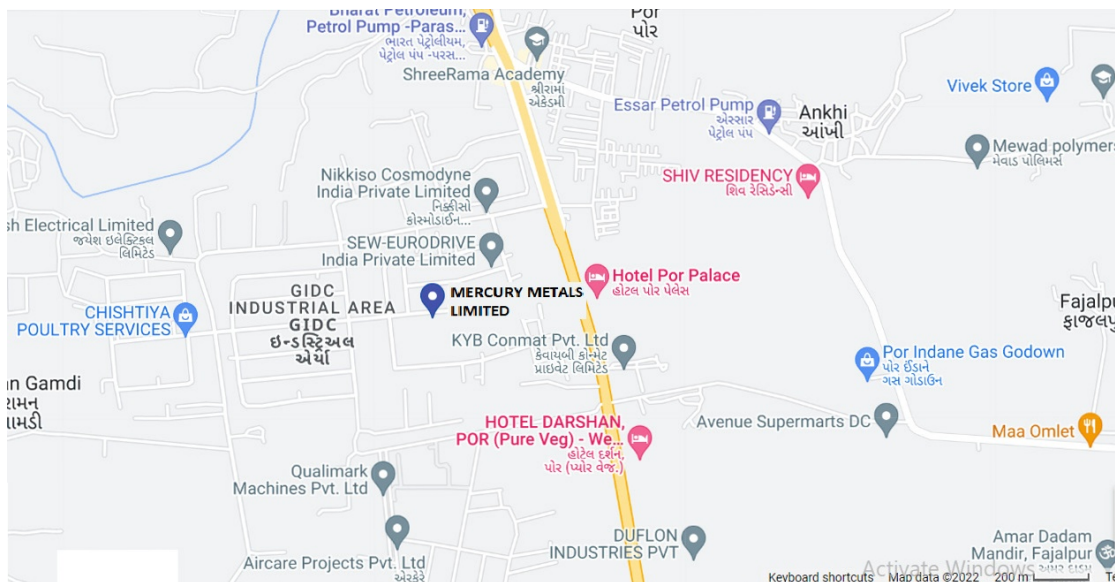 Bharat Petroleum,
Petrol Pump -Paras...
ભારત પેટ્રોલીયમ,
પેટ્રોલ પંપ -પરસ...
Por
પોર
ShreeRama Academy
શ્રીરામા
એકેડમી
Essar Petrol Pump
એસ્સાર
પેટ્રોલ પંપ
Ankhi
આંખી
Vivek Store
Mewad polymers
મેવાડ પોલિમર્સ
SHIV RESIDENCY
શિવ રેસિડેન્સી
Nikkiso Cosmodyne
India Private Limited
નિક્કીસો
કોસ્મોડાઈન...
sh Electrical Limited
જયેશ ઇલેક્ટ્રિકલ
લિમિટેડ
SEW-EURODRIVE
India Private Limited
Hotel Por Palace
હોટલ પોર પેલેસ
GIDC
INDUSTRIAL AREA
GIDC
ઇન્ડસ્ટ્રિઅલ
એર્યા
MERCURY METALS
LIMITED
CHISHTIYA
POULTRY SERVICES
Fajalpu
ફાજલપુ
KYB Conmat Pvt. Ltd
કેવાયબી કોન્મેટ
પ્રાઇવેટ લિમિટેડ
Por Indane Gas Godown
પોર ઈંડાને
ગસ ગોડાઉન
an Gamdi
રામન
ગામડી
HOTEL DARSHAN,
POR (Pure Veg) - We...
હોટેલ દર્શન,
પોર (પ્યોર વેજ.)
Avenue Supermarts DC
Maa Omlet
Qualimark
Machines Pvt. Ltd
Aircare Projects Pvt. Ltd
એરકેર
DUFLON
INDUSTRIES PVT
Amar Dadam
Mandir, Fajalpur
અમર દાદામ
Activate Windows
Keyboard shortcuts
Map data ©2022
200 m
Te